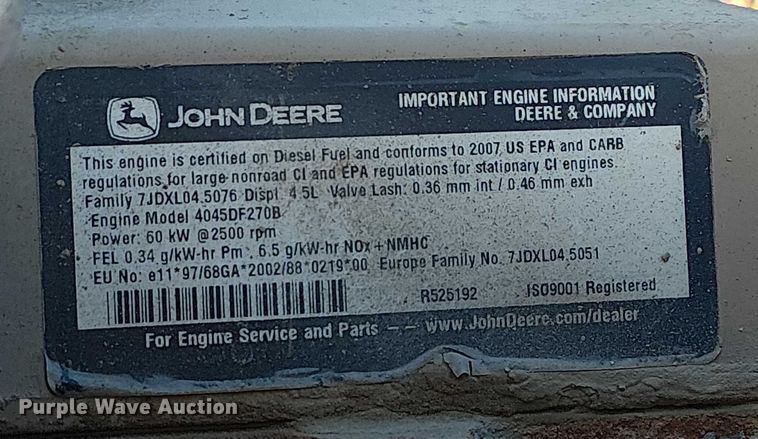 JOHN DEERE
IMPORTANT ENGINE INFORMATION
DEERE & COMPANY
This engine is certified on Diesel Fuel and conforms to 2007 US EPA and CARB
regulations for large nonroad CI and EPA regulations for stationary CI engines.
Family 7JDXL04.5076 Displ 4.5L Valve Lash: 0.36 mm int / 0.46 mm exh
Engine Model 4045DF270B
Power: 60 kW @2500 rpm
FEL 0.34 g/kW-hr Pm , 6.5 g/kW-hr NOx + NMHC
EU No: e11*97/68GA*2002/88*0219*00 Europe Family No. 7JDXL04.5051
R525192 ISO9001 Registered
For Engine Service and Parts – – www.JohnDeere.com/dealer
Purple Wave Auction